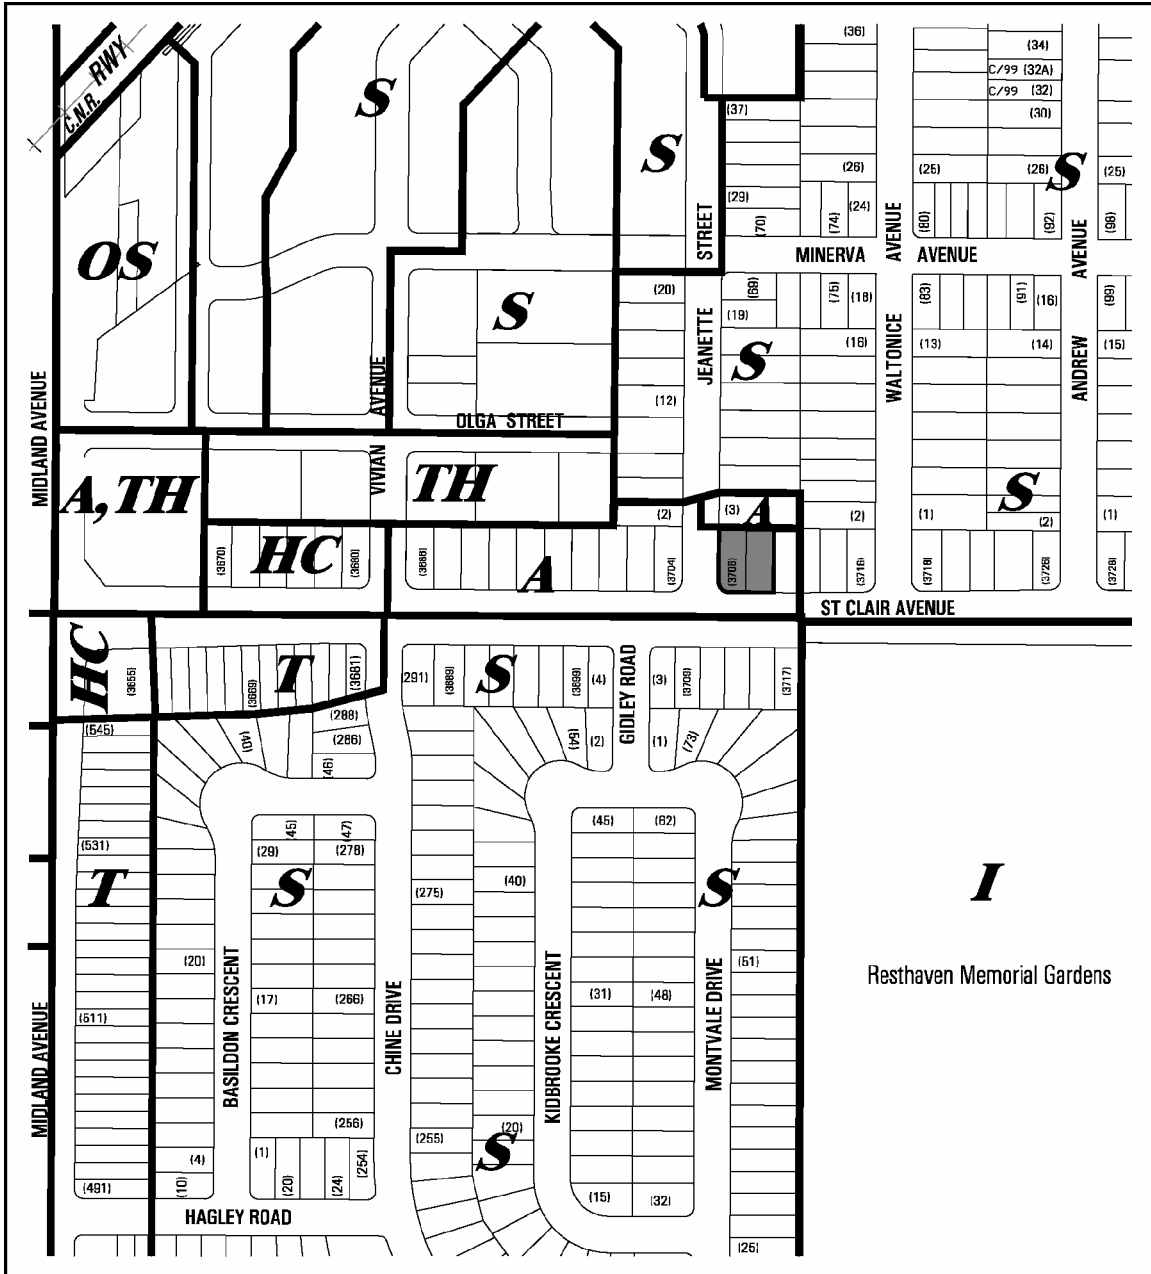 (36)
(34)
C/99 (32A)
C/99 (32)
(30)
RWY
C.N.R.
S
(37)
S
(26)
(25)
(26)
S
(25)
(29)
(70)
(74)
(24)
(80)
(92)
(98)
STREET
AVENUE
AVENUE
MINERVA
AVENUE
OS
(20)
(69)
(75)
(18)
(83)
(91)
(16)
(99)
S
(19)
JEANETTE
S
(16)
WALTONICE
(13)
(14)
ANDREW
(15)
MIDLAND AVENUE
AVENUE
(12)
OLGA STREET
VIVIAN
A,TH
TH
S
(2)
(3)
A
(2)
(1)
(2)
(1)
(3670)
HC
(3680)
(3688)
A
(3704)
(3706)
(3716)
(3718)
(3726)
(3728)
ST CLAIR AVENUE
HC
(3655)
(3669)
T
(3681)
(291)
(3689)
S
(3699)
(4)
GIDLEY ROAD
(3)
(3709)
(3717)
(545)
(40)
(288)
(286)
(46)
(54)
(2)
(1)
(73)
(45)
(47)
(45)
(62)
(531)
(29)
(278)
T
S
(275)
(40)
S
I
Resthaven Memorial Gardens
(20)
BASILDON CRESCENT
(17)
(266)
CHINE DRIVE
KIDBROOKE CRESCENT
(31)
(48)
MONTVALE DRIVE
(51)
(511)
MIDLAND AVENUE
(256)
(255)
(20)
S
(4)
(1)
(254)
(491)
(10)
(20)
(24)
(15)
(32)
HAGLEY ROAD
(25)